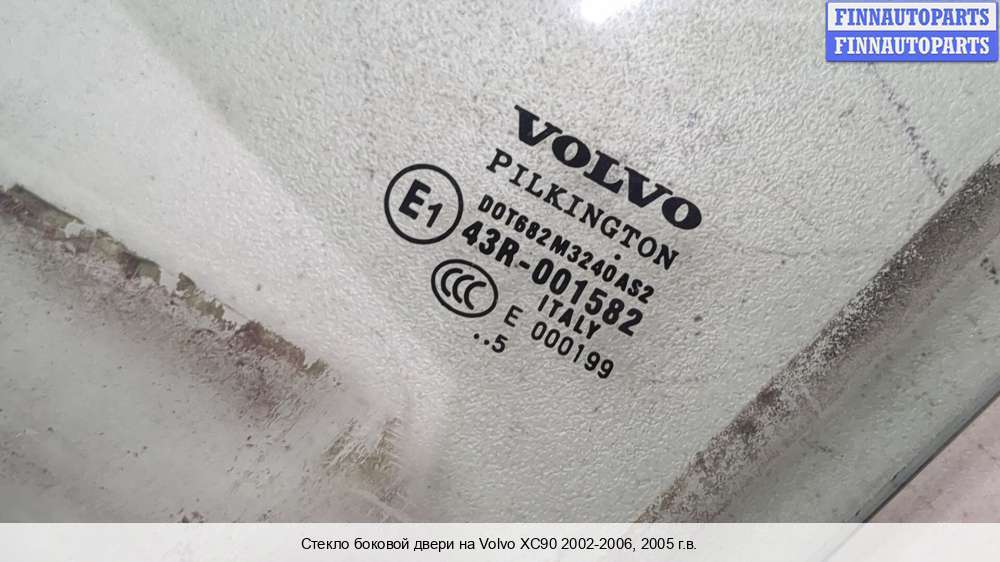 FINNAUTOPARTS
FINNAUTOPARTS
VOLVO
PILKINGTON
E1
DOT682M3240AS2
43R-001582
ITALY
CCC
E 000199
..5
Стекло боковой двери на Volvo XC90 2002-2006, 2005 г.в.